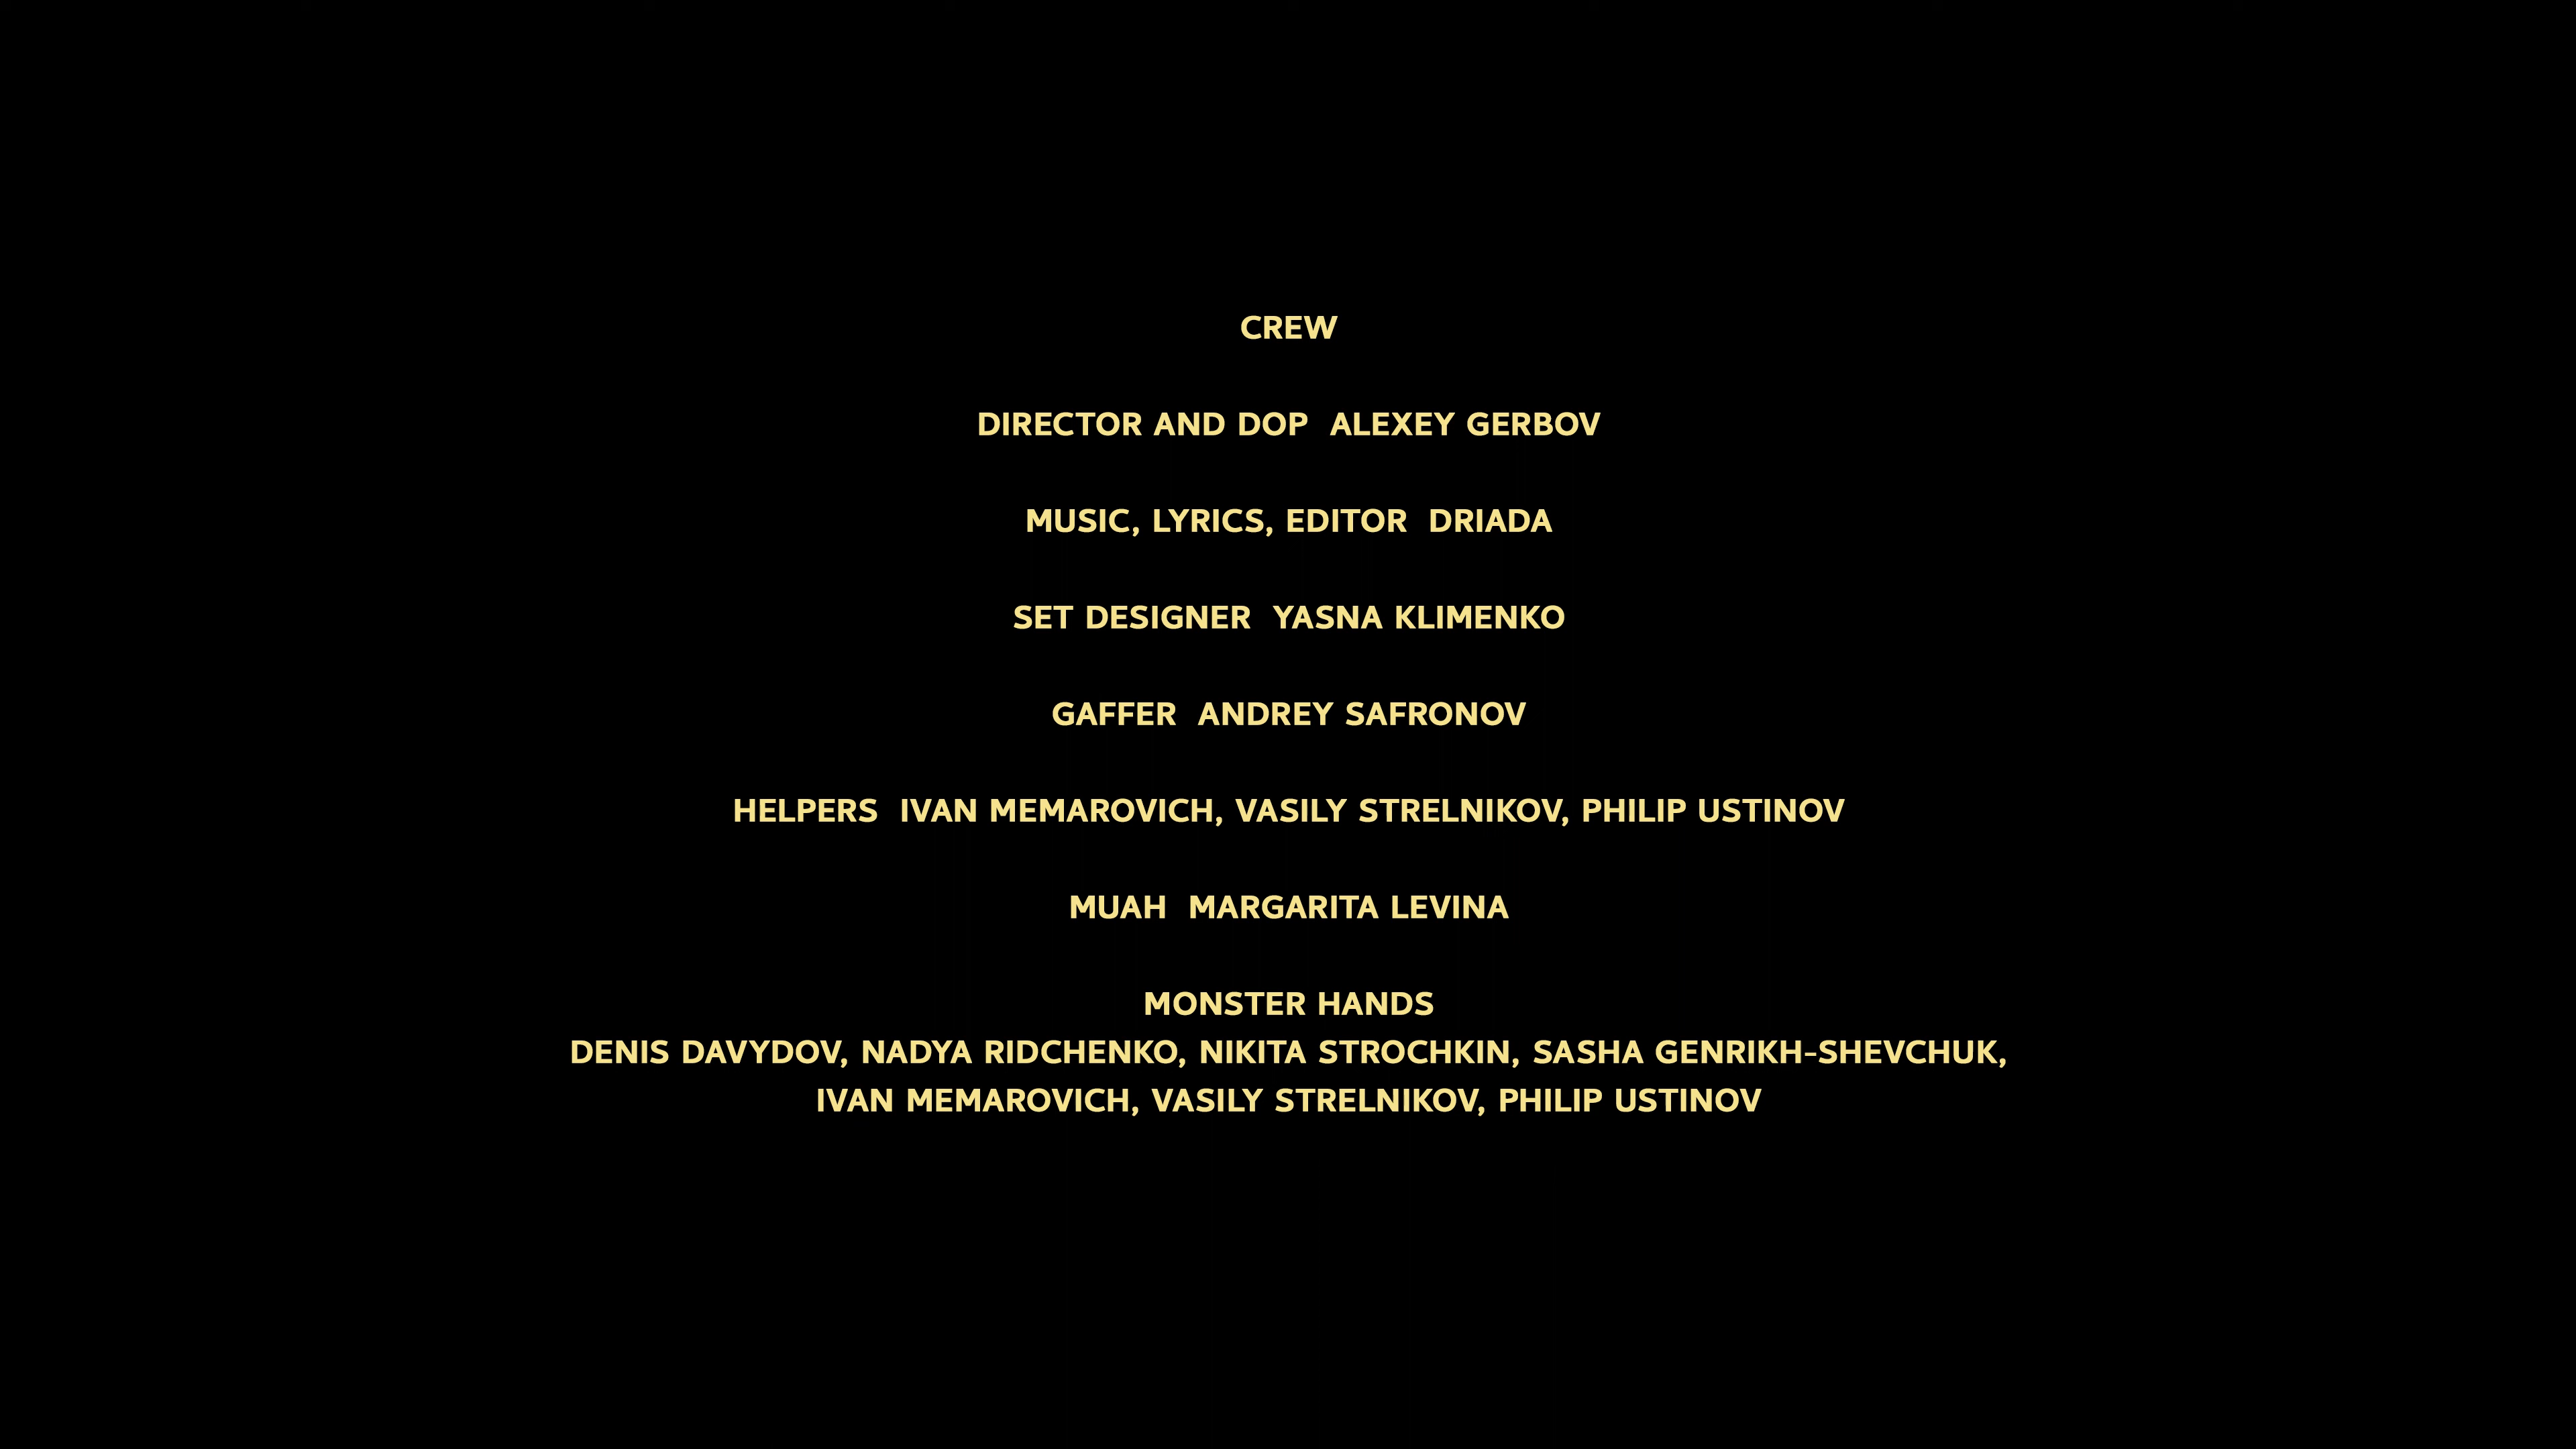 CREW
DIRECTOR AND DOP  ALEXEY GERBOV
MUSIC, LYRICS, EDITOR  DRIADA
SET DESIGNER  YASNA KLIMENKO
GAFFER  ANDREY SAFRONOV
HELPERS  IVAN MEMAROVICH, VASILY STRELNIKOV, PHILIP USTINOV
MUAH  MARGARITA LEVINA
MONSTER HANDS
DENIS DAVYDOV, NADYA RIDCHENKO, NIKITA STROCHKIN, SASHA GENRIKH-SHEVCHUK,
IVAN MEMAROVICH, VASILY STRELNIKOV, PHILIP USTINOV